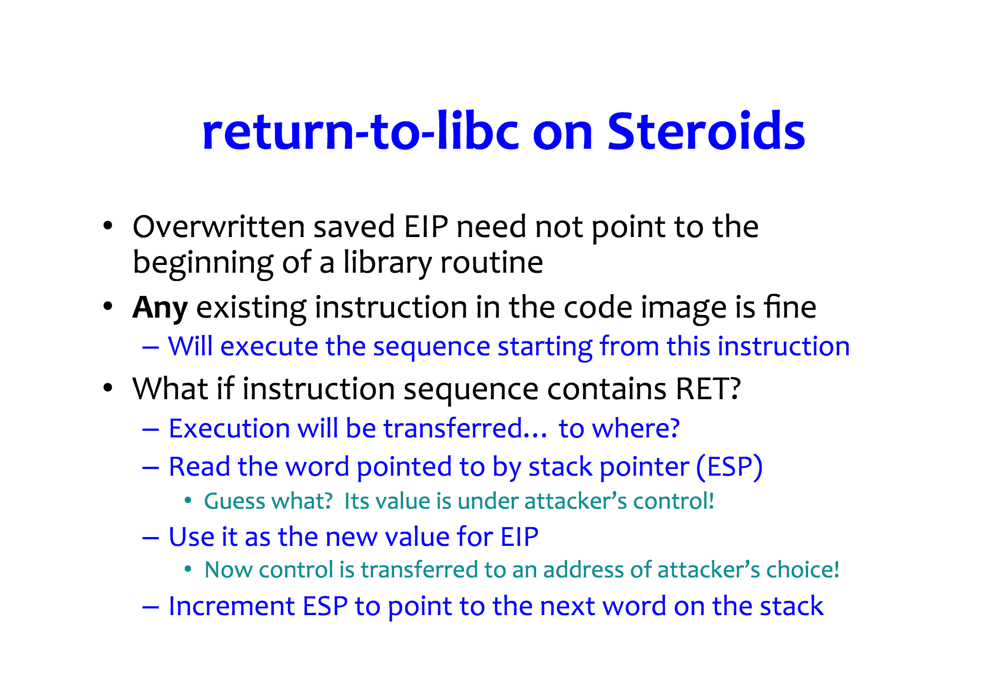 return-to-libc on Steroids
• Overwritten saved EIP need not point to the
beginning of a library routine
• Any existing instruction in the code image is fine
– Will execute the sequence starting from this instruction
• What if instruction sequence contains RET?
– Execution will be transferred… to where?
– Read the word pointed to by stack pointer (ESP)
• Guess what? Its value is under attacker’s control!
– Use it as the new value for EIP
• Now control is transferred to an address of attacker’s choice!
– Increment ESP to point to the next word on the stack